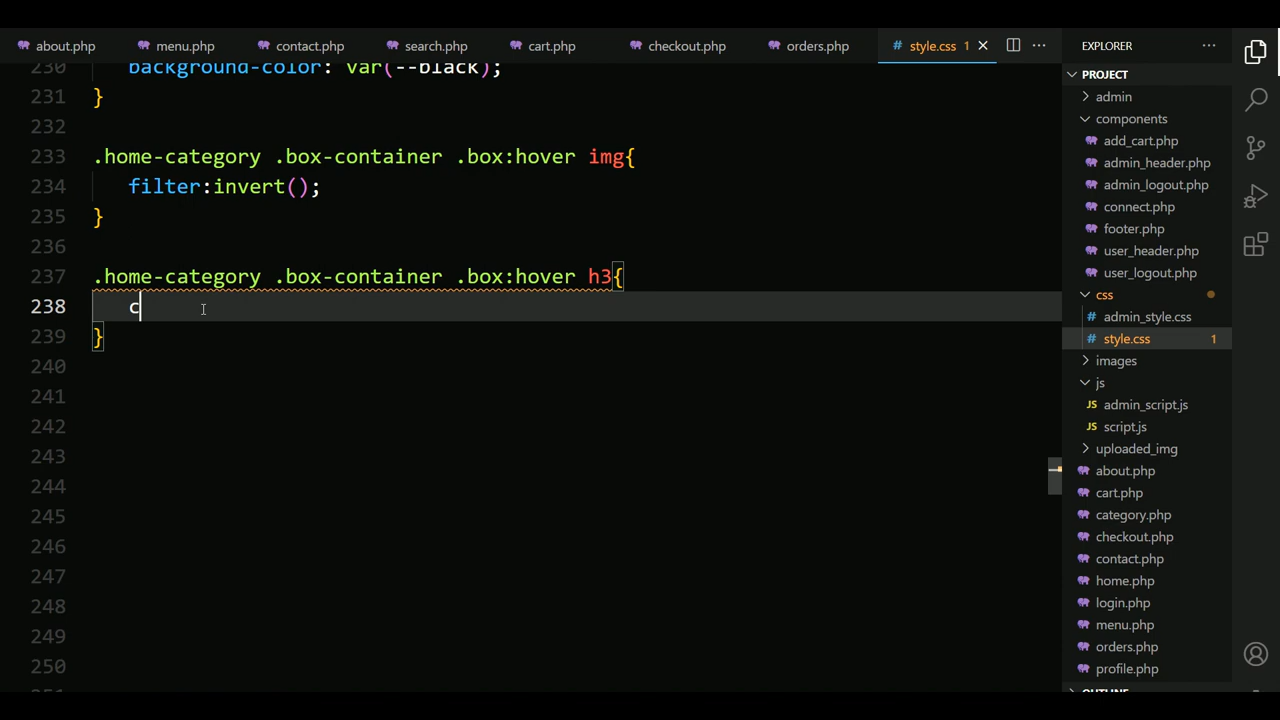 about.php menu.php contact.php search.php cart.php checkout.php orders.php # style.css 1 × ··· EXPLORER ···
230 background-color: var(--black);
231 }
232
233 .home-category .box-container .box:hover img{
234 filter:invert();
235 }
236
237 .home-category .box-container .box:hover h3{
238 c
239 }
240
241
242
243
244
245
246
247
248
249
250
PROJECT
admin
components
add_cart.php
admin_header.php
admin_logout.php
connect.php
footer.php
user_header.php
user_logout.php
css
# admin_style.css
# style.css 1
images
js
JS admin_script.js
JS script.js
uploaded_img
about.php
cart.php
category.php
checkout.php
contact.php
home.php
login.php
menu.php
orders.php
profile.php
OUTLINE